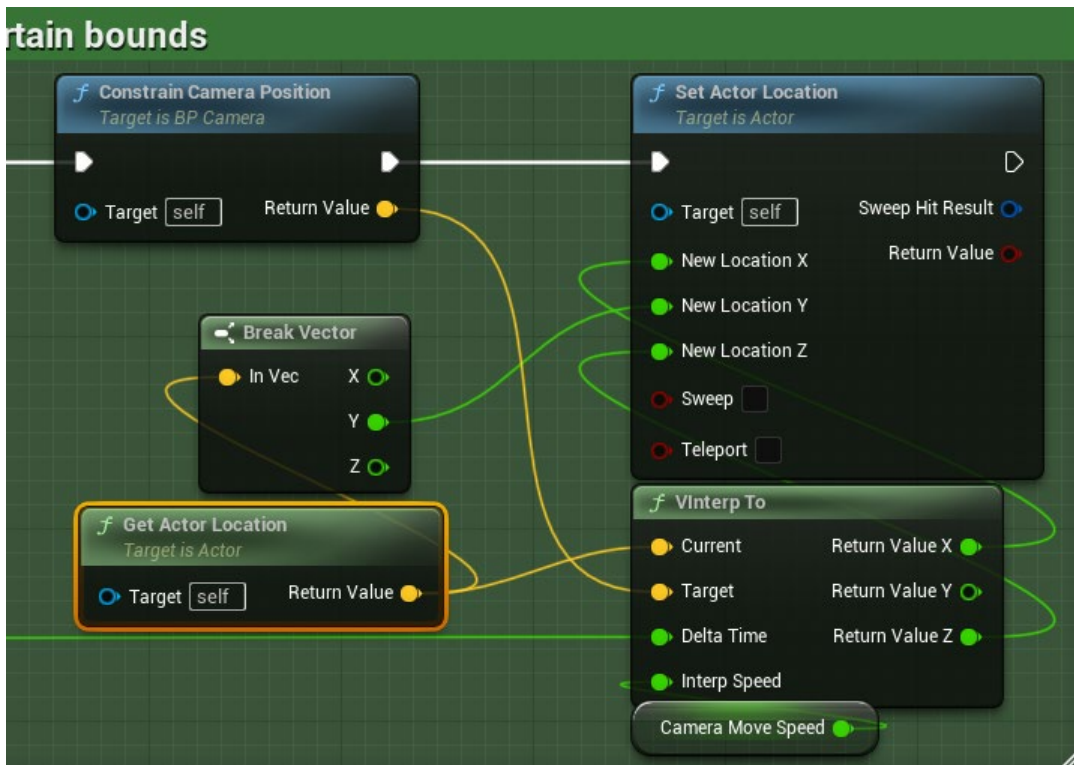 rtain bounds
Constrain Camera Position
Target is BP Camera
Target self Return Value
Set Actor Location
Target is Actor
Target self Sweep Hit Result
New Location X Return Value
New Location Y
New Location Z
Sweep
Teleport
Break Vector
In Vec X
Y
Z
Get Actor Location
Target is Actor
Target self Return Value
VInterp To
Current Return Value X
Target Return Value Y
Delta Time Return Value Z
Interp Speed
Camera Move Speed